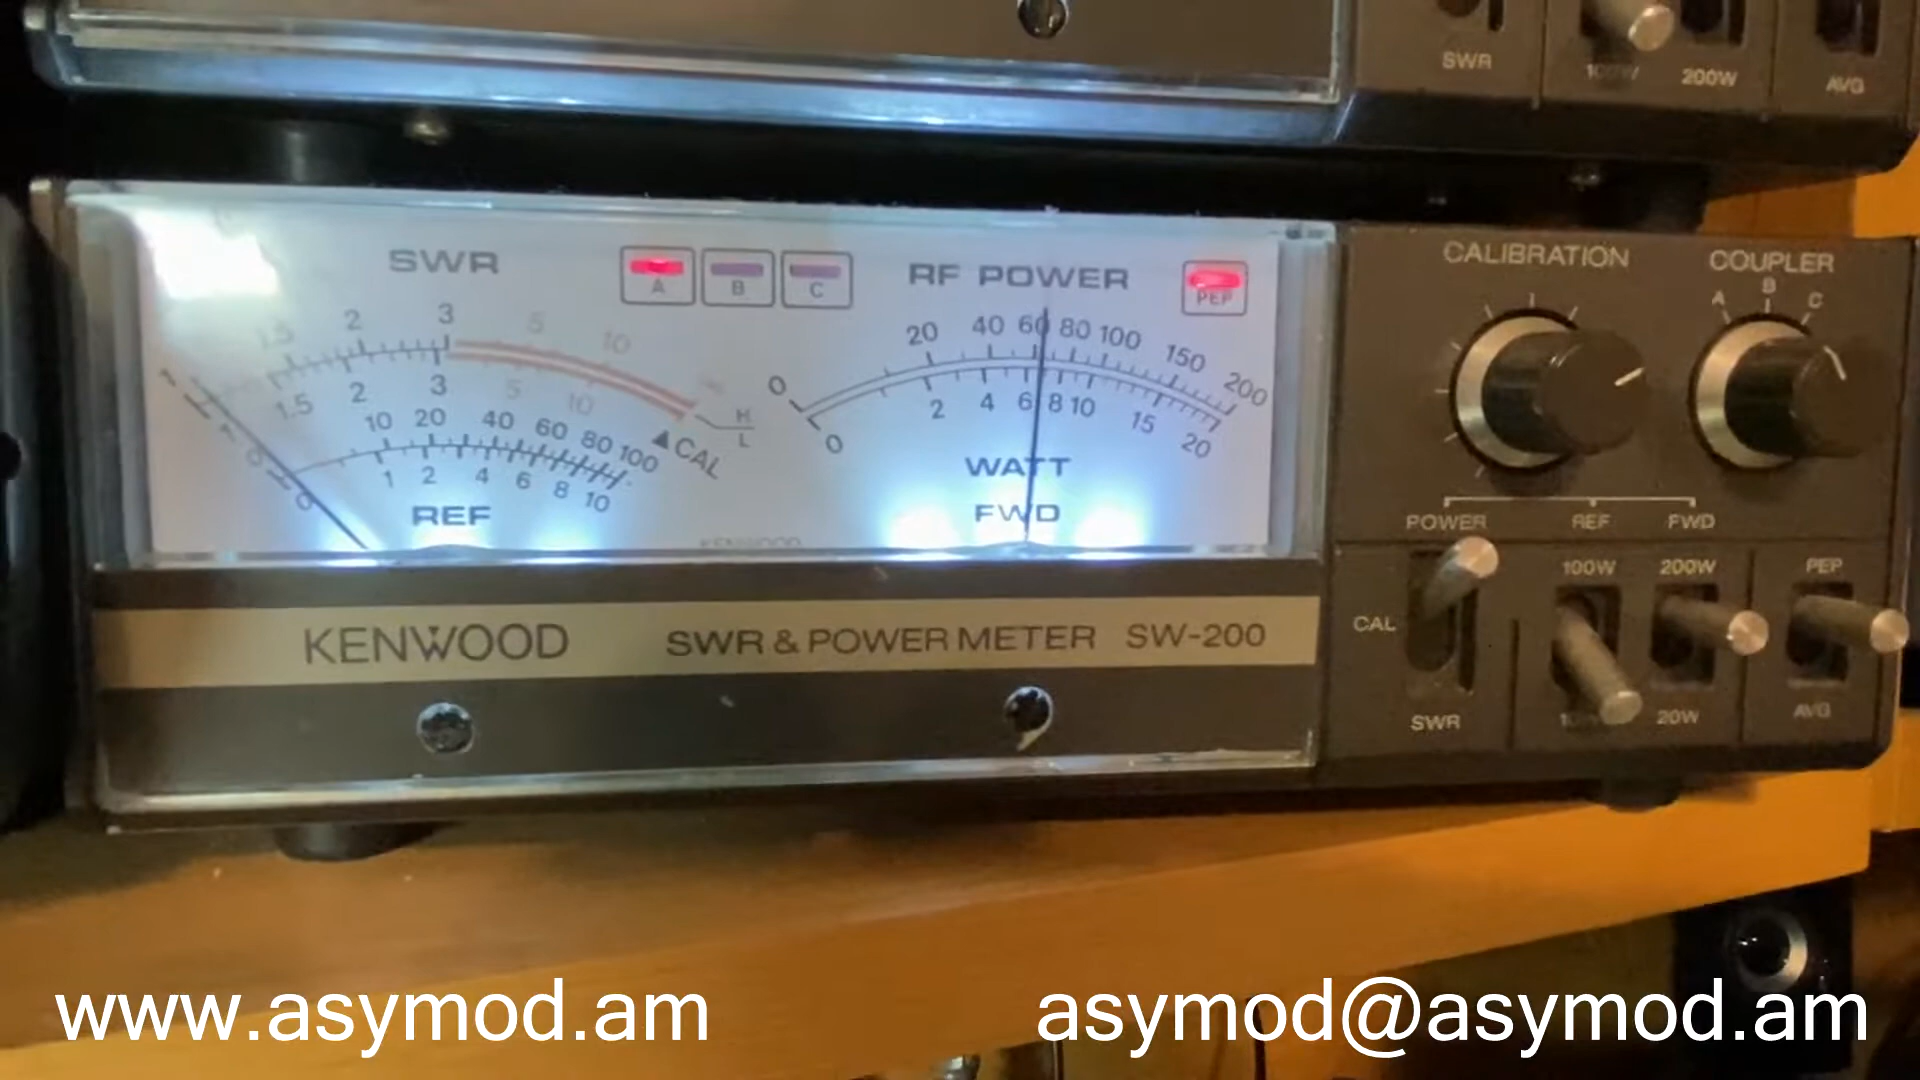 SWR 100W 200W AVG
SWR A B C RF POWER PEP
1.5 2 3 5 10 ∞
1.5 2 3 5 10
H
L
1
0 20 40 60 80 100 150 200
0 2 4 6 8 10 15 20
10 20 40 60 80 100
0 1 2 4 6 8 10
CAL
REF
WATT
FWD
KENWOOD
CALIBRATION COUPLER
A B C
POWER REF FWD
100W 200W PEP
CAL
SWR 20W AVG
KENWOOD SWR & POWER METER SW-200
www.asymod.am asymod@asymod.am